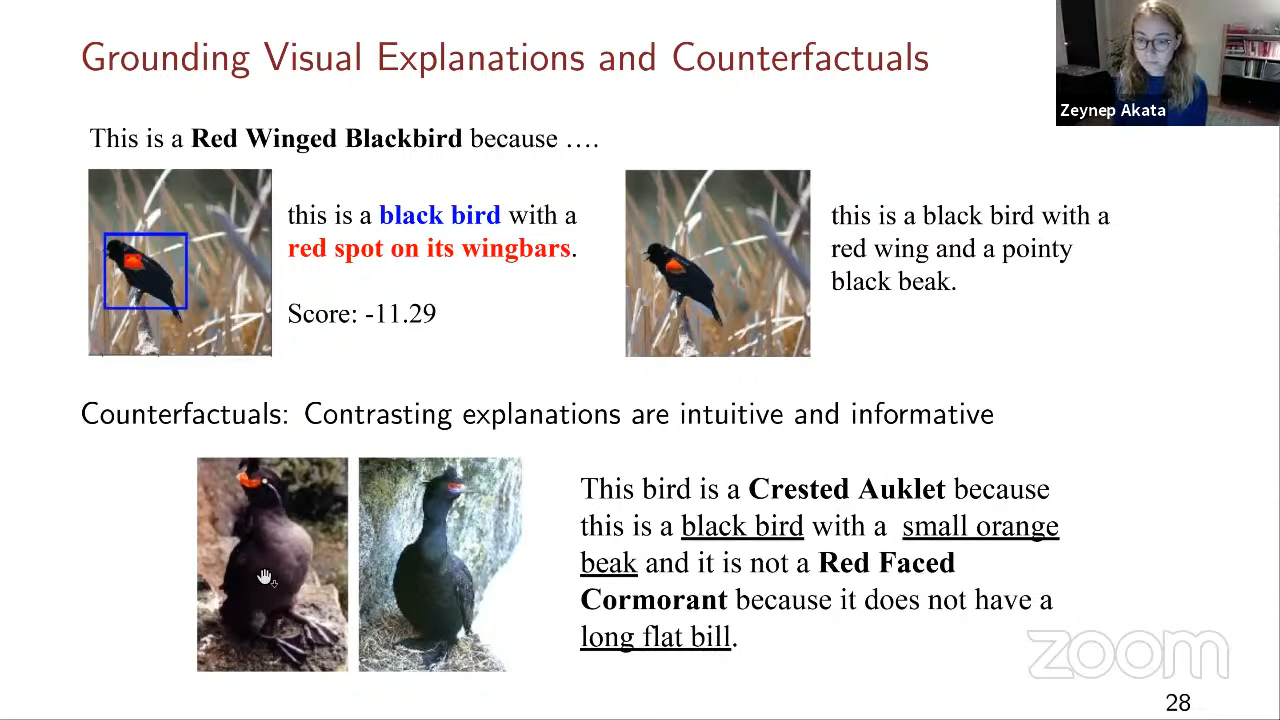 Grounding Visual Explanations and Counterfactuals
Zeynep Akata
This is a Red Winged Blackbird because ….
this is a black bird with a
red spot on its wingbars.
Score: -11.29
this is a black bird with a
red wing and a pointy
black beak.
Counterfactuals: Contrasting explanations are intuitive and informative
This bird is a Crested Auklet because
this is a black bird with a small orange
beak and it is not a Red Faced
Cormorant because it does not have a
long flat bill.
zoom
28